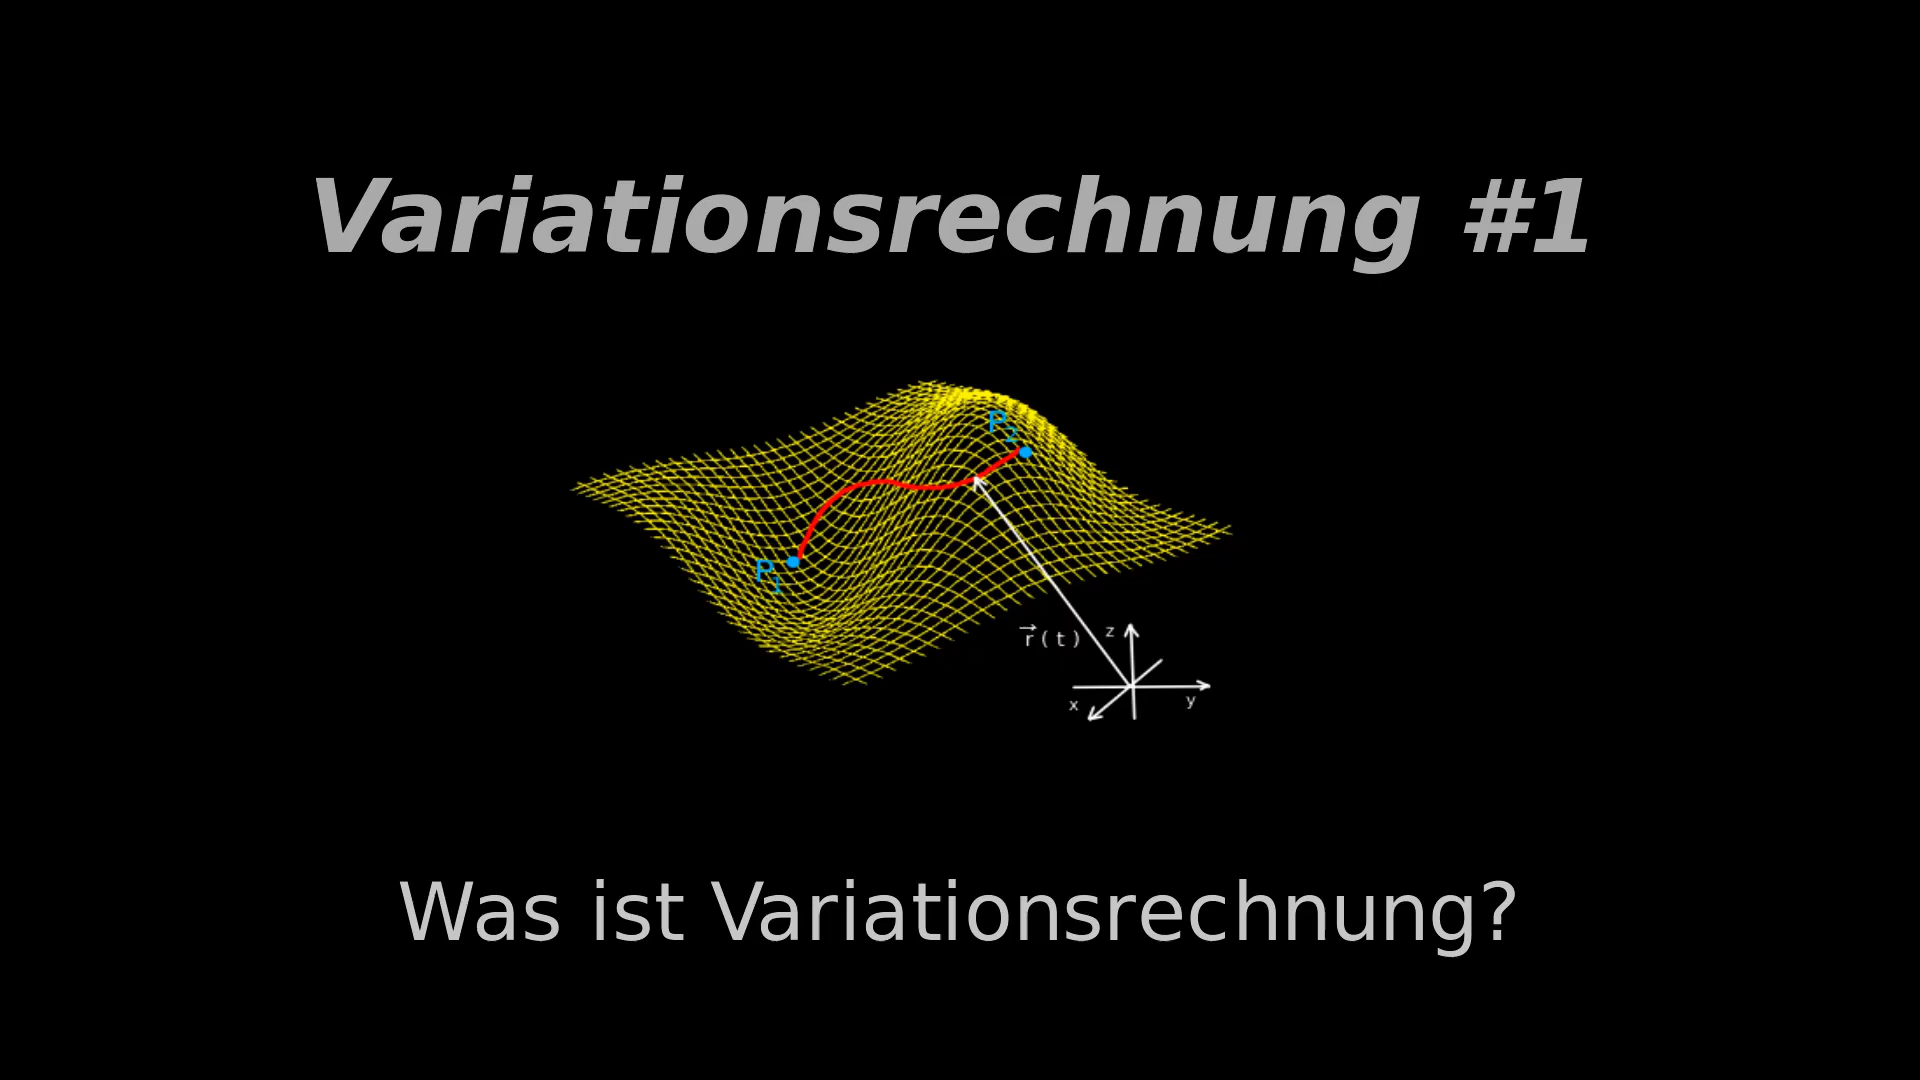 Variationsrechnung #1
P₂
P₁
r⃗(t)
z
x
y
Was ist Variationsrechnung?